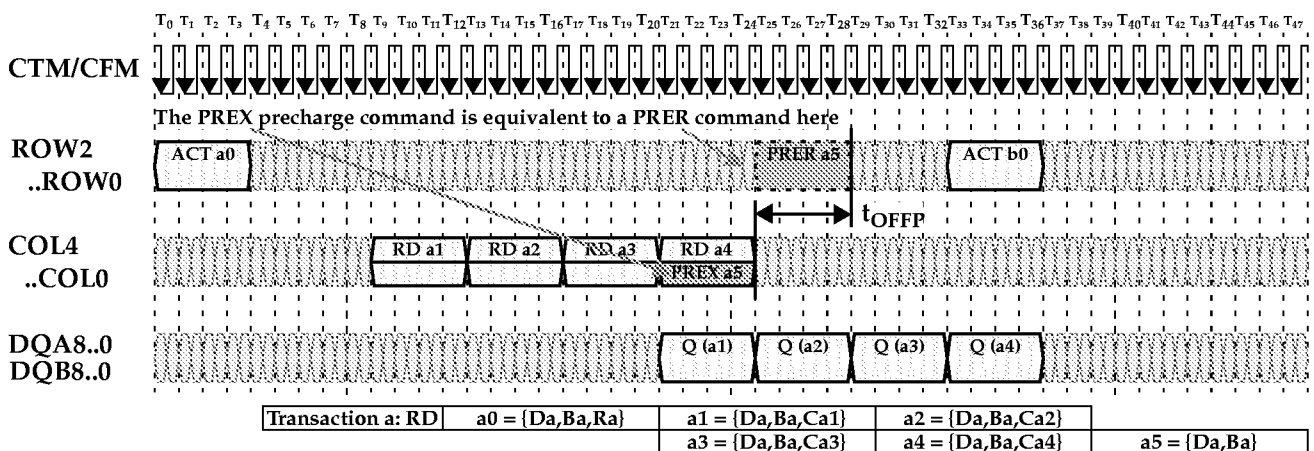 T0 T1 T2 T3 T4 T5 T6 T7 T8 T9 T10 T11 T12 T13 T14 T15 T16 T17 T18 T19 T20 T21 T22 T23 T24 T25 T26 T27 T28 T29 T30 T31 T32 T33 T34 T35 T36 T37 T38 T39 T40 T41 T42 T43 T44 T45 T46 T47
CTM/CFM
The PREX precharge command is equivalent to a PRER command here
ROW2 ACT a0 PRER a5 ACT b0
..ROW0
tOFFP
COL4 RD a1 RD a2 RD a3 RD a4
..COL0 PREX a5
DQA8..0 Q (a1) Q (a2) Q (a3) Q (a4)
DQB8..0
Transaction a: RD a0 = {Da,Ba,Ra} a1 = {Da,Ba,Ca1} a2 = {Da,Ba,Ca2}
a3 = {Da,Ba,Ca3} a4 = {Da,Ba,Ca4} a5 = {Da,Ba}